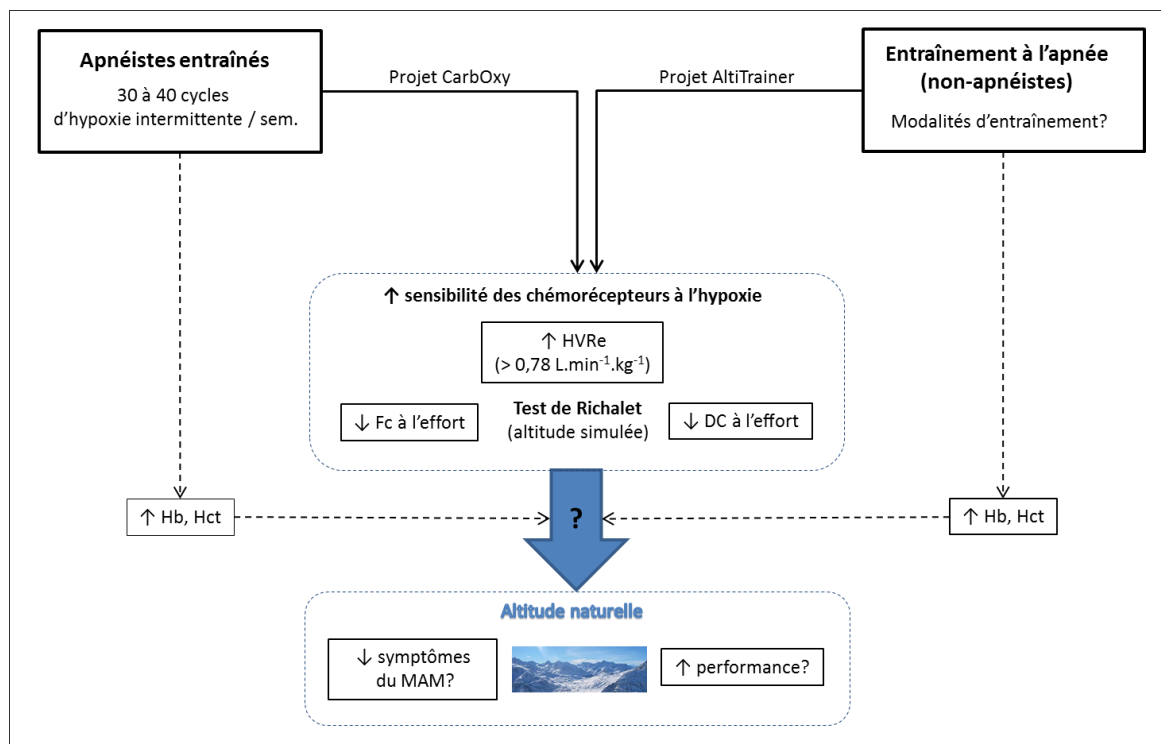 Apnéistes entraînés
30 à 40 cycles
d'hypoxie intermittente / sem.
Projet CarbOxy
Projet AltiTrainer
Entraînement à l'apnée
(non-apnéistes)
Modalités d'entraînement?
↑ sensibilité des chémorécepteurs à l'hypoxie
↑ HVRe
(> 0,78 L.min⁻¹.kg⁻¹)
↓ Fc à l'effort
Test de Richalet
(altitude simulée)
↓ DC à l'effort
↑ Hb, Hct
?
↑ Hb, Hct
Altitude naturelle
↓ symptômes
du MAM?
↑ performance?